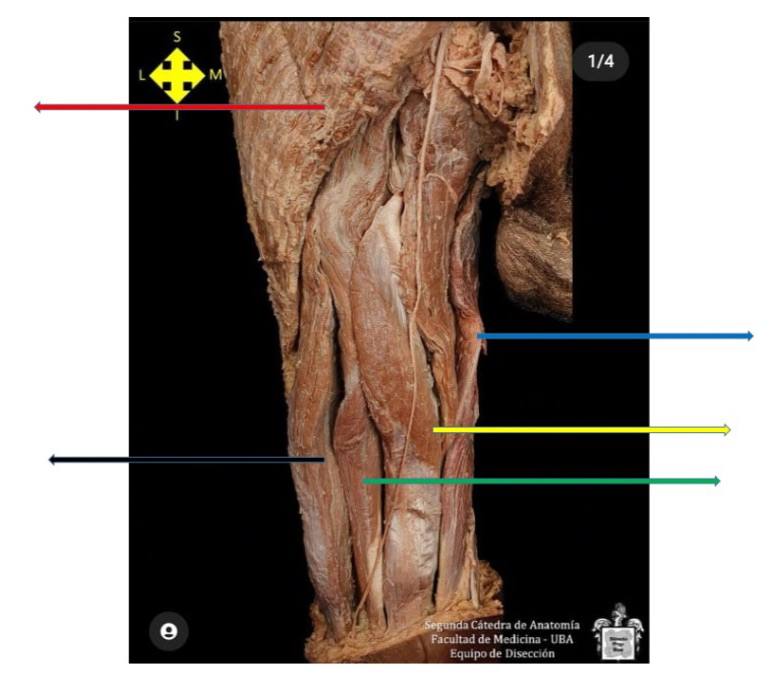 S
L
M
I
1/4
Segunda Cátedra de Anatomía
Facultad de Medicina - UBA
Equipo de Disección